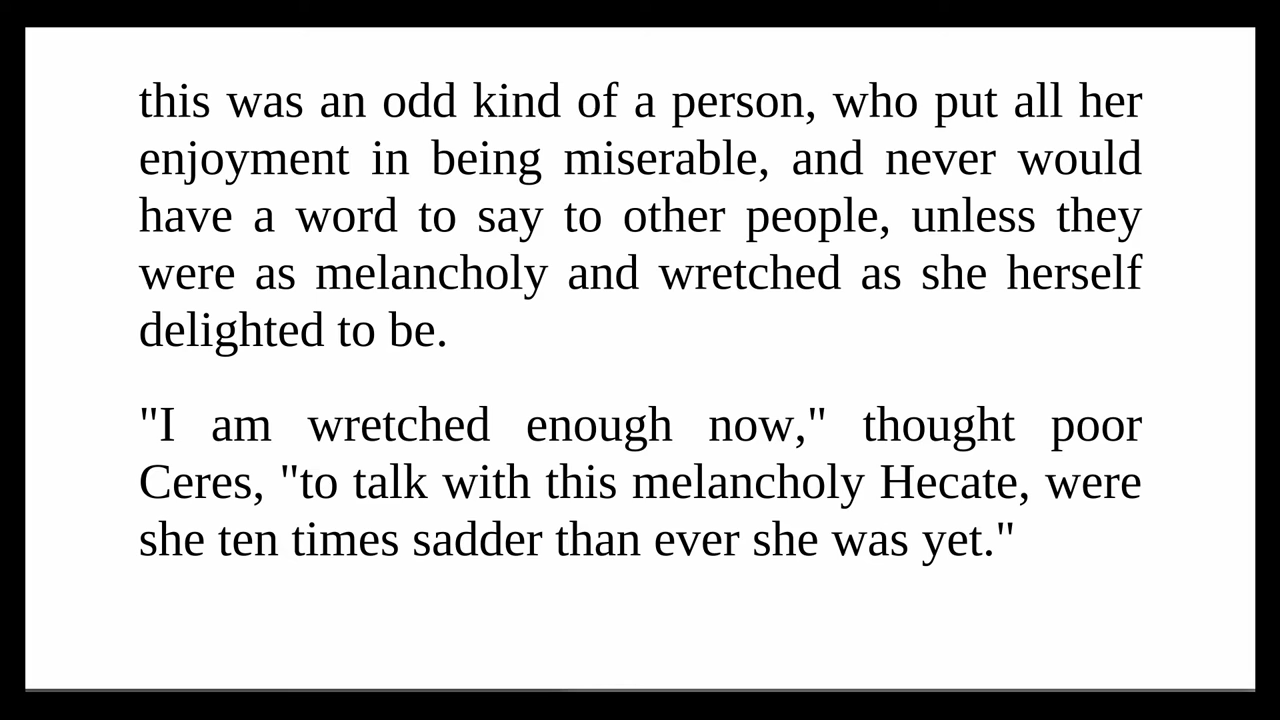 this was an odd kind of a person, who put all her
enjoyment in being miserable, and never would
have a word to say to other people, unless they
were as melancholy and wretched as she herself
delighted to be.
"I am wretched enough now," thought poor
Ceres, "to talk with this melancholy Hecate, were
she ten times sadder than ever she was yet."